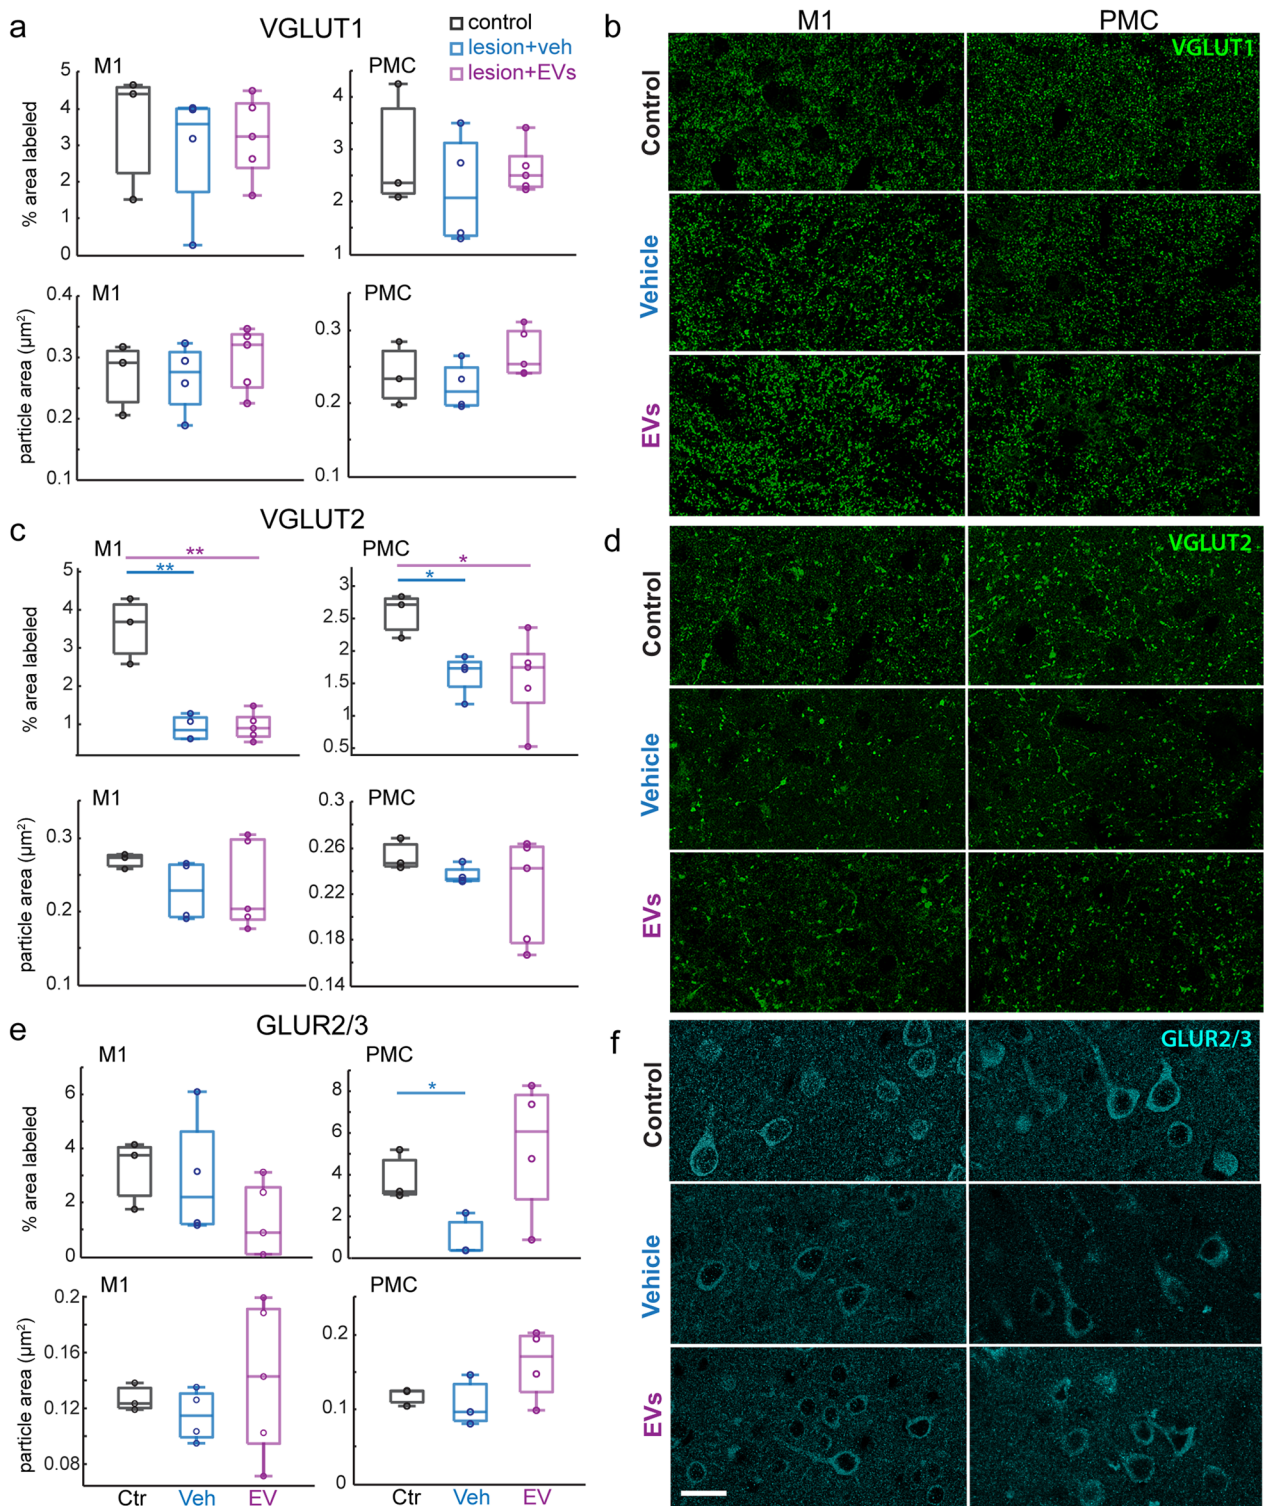 a
VGLUT1
control
lesion+veh
lesion+EVs
M1
% area labeled
5
4
3
2
1
0
PMC
4
3
2
1
M1
particle area (µm²)
0.4
0.3
0.2
0.1
PMC
0.3
0.2
0.1
b
M1
PMC
VGLUT1
Control
Vehicle
EVs
c
VGLUT2
M1
**
**
% area labeled
5
4
3
2
1
PMC
*
*
3
2.5
2
1.5
1
0.5
M1
particle area (µm²)
0.3
0.2
0.1
PMC
0.3
0.26
0.22
0.18
0.14
d
VGLUT2
Control
Vehicle
EVs
e
GLUR2/3
M1
% area labeled
6
4
2
0
PMC
*
8
6
4
2
0
M1
particle area (µm²)
0.2
0.16
0.12
0.08
Ctr
Veh
EV
PMC
0.2
0.1
0
Ctr
Veh
EV
f
GLUR2/3
Control
Vehicle
EVs